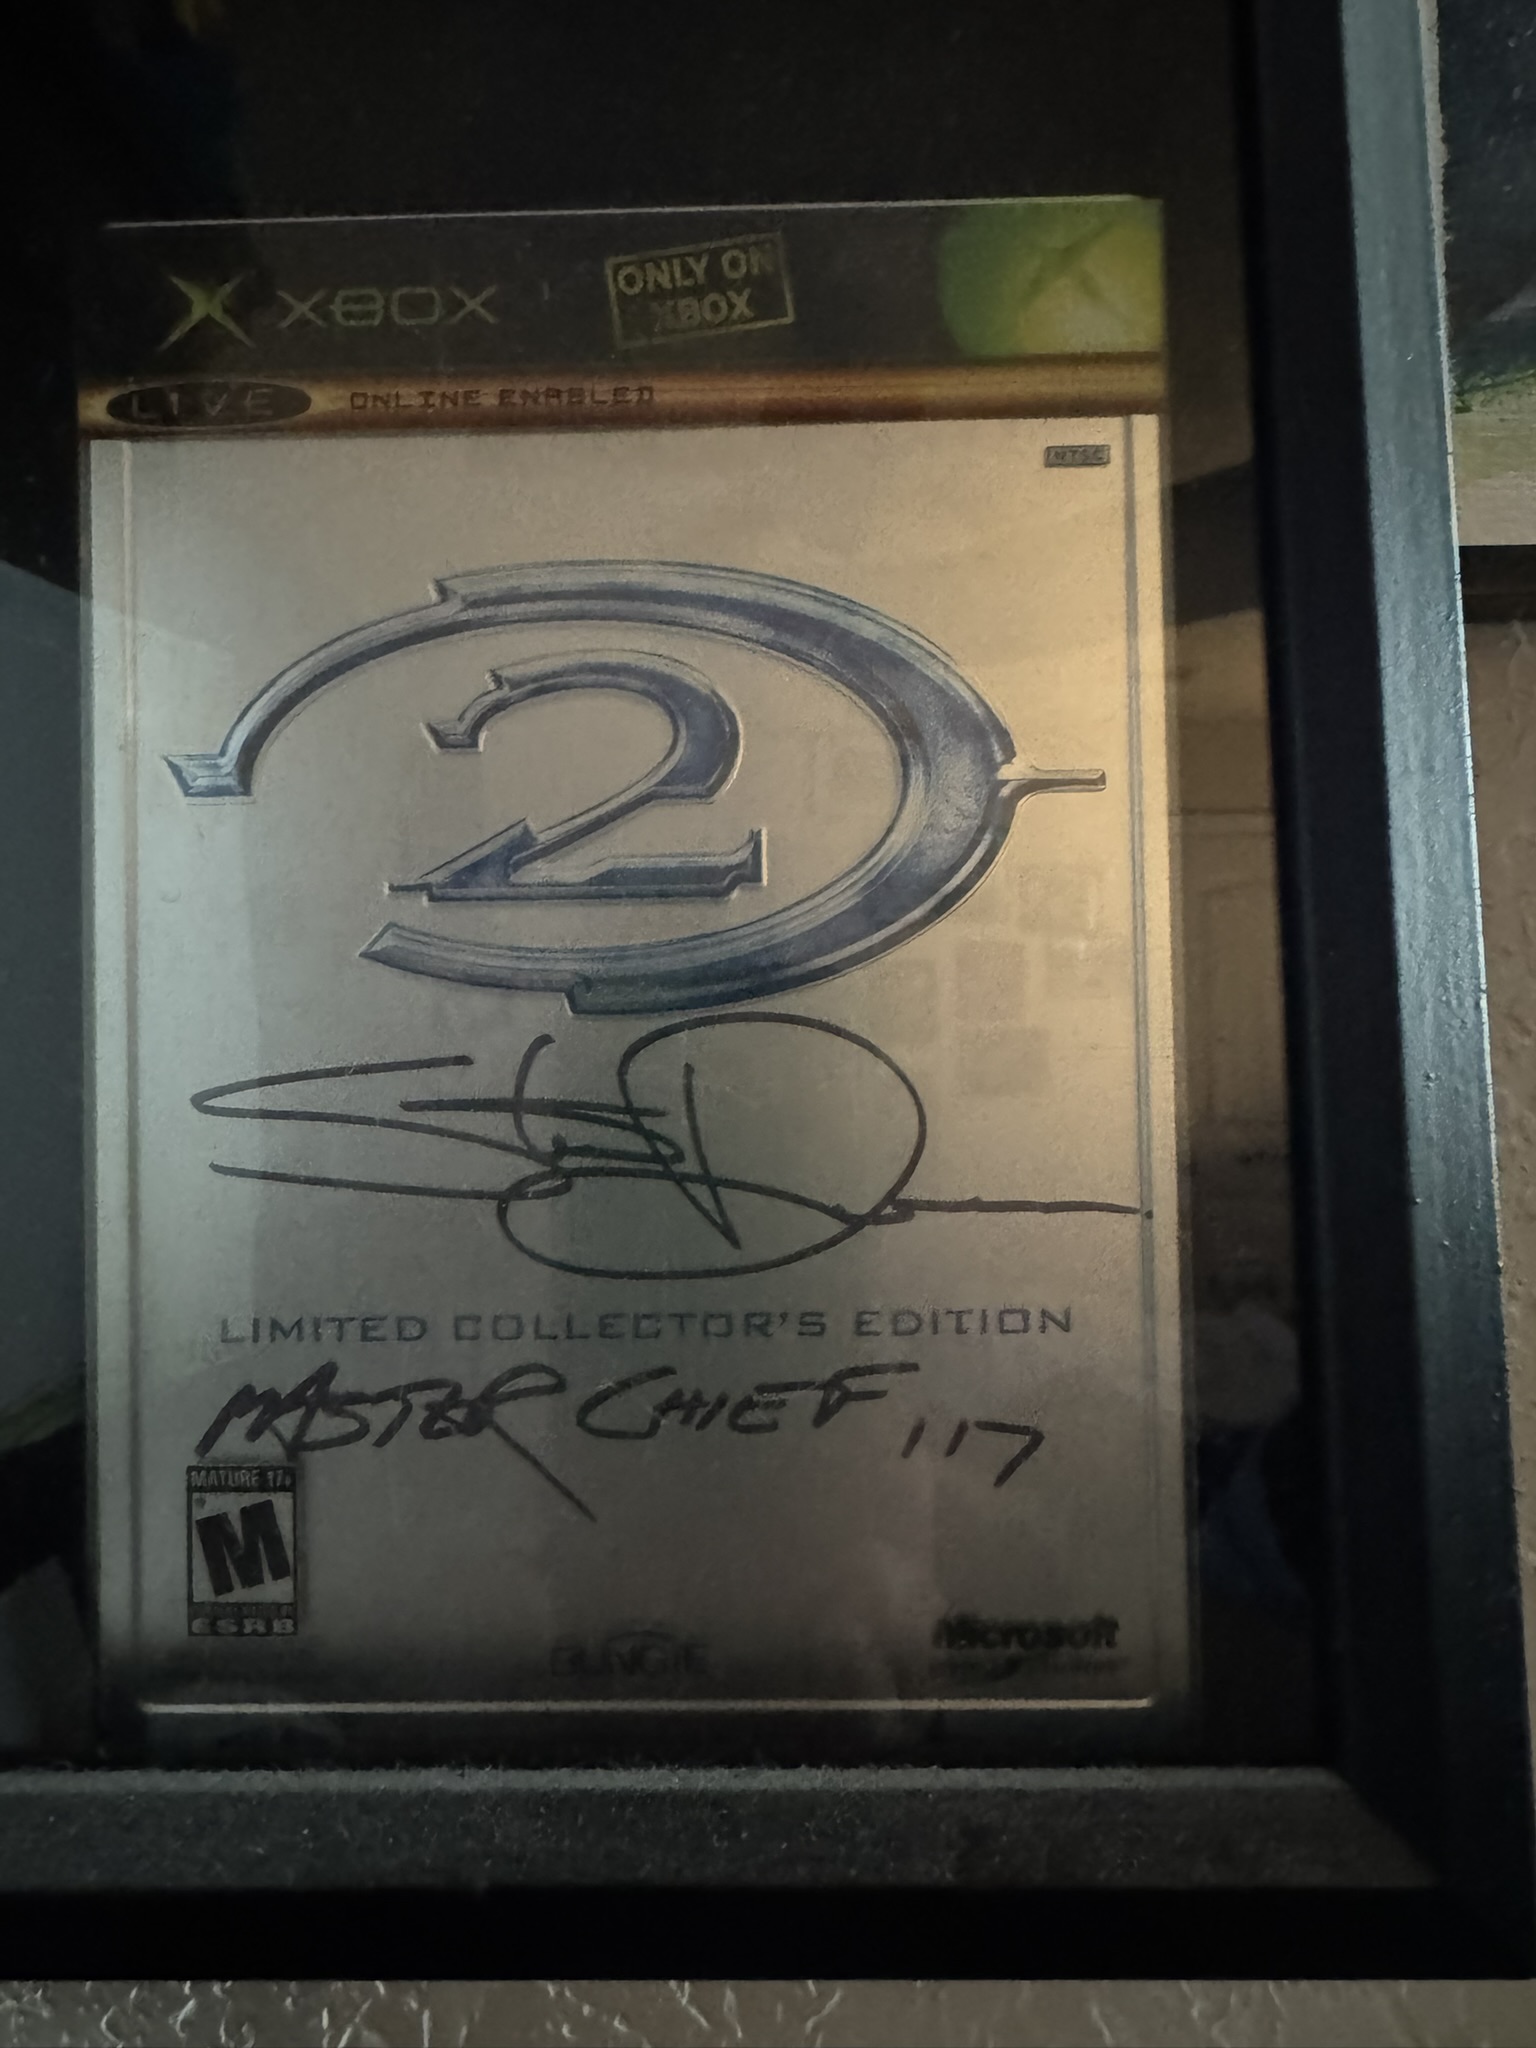 XBOX
ONLY ON
XBOX
LIVE ONLINE ENABLED
NTSC
2
LIMITED COLLECTOR'S EDITION
MASTER CHIEF 117
MATURE 17+
M
ESRB
BUNGIE
Microsoft